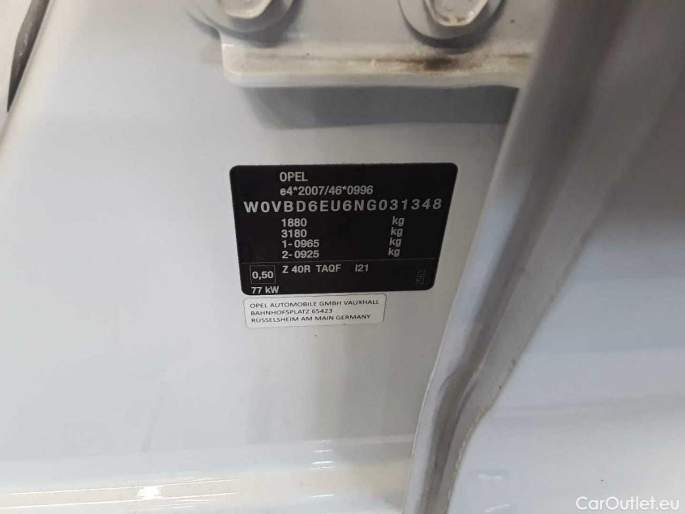 OPEL
e4*2007/46*0996
W0VBD6EU6NG031348
1880 kg
3180 kg
1-0965 kg
2-0925 kg
0,50 Z 40R TAQF I21
77 kW
OPEL AUTOMOBILE GMBH VAUXHALL
BAHNHOFSPLATZ 65423
RÜSSELSHEIM AM MAIN GERMANY
CarOutlet.eu